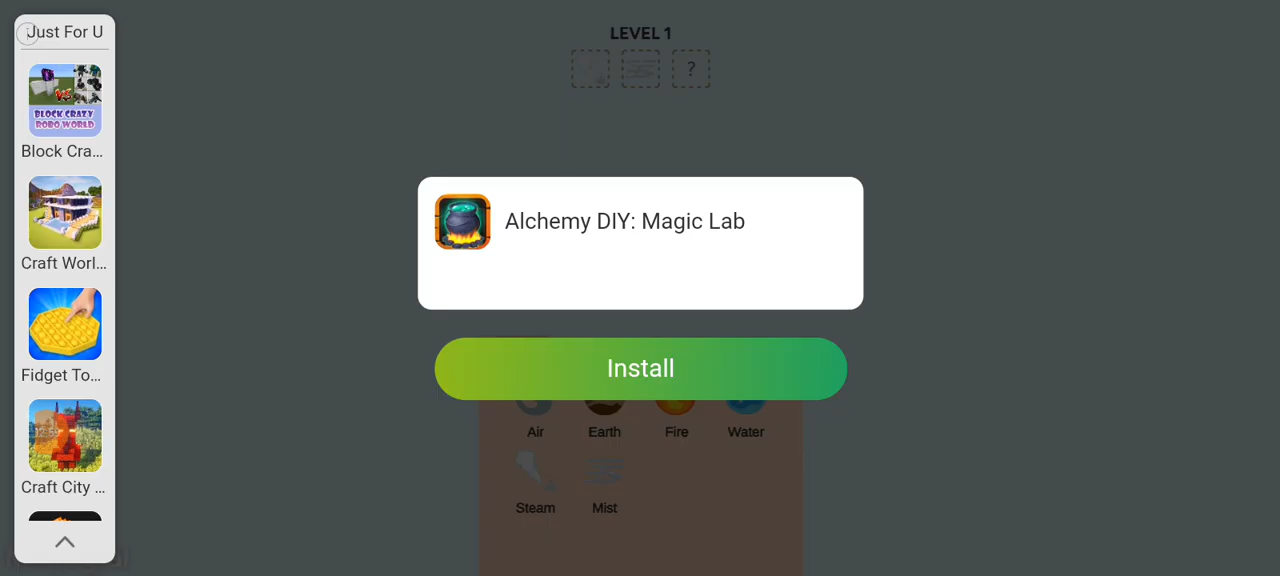 Just For U
BLOCK CRAZY
ROBO WORLD
Block Cra...
Craft Worl...
Fidget To...
Craft City ...
LEVEL 1
?
Alchemy DIY: Magic Lab
Install
Air
Earth
Fire
Water
Steam
Mist